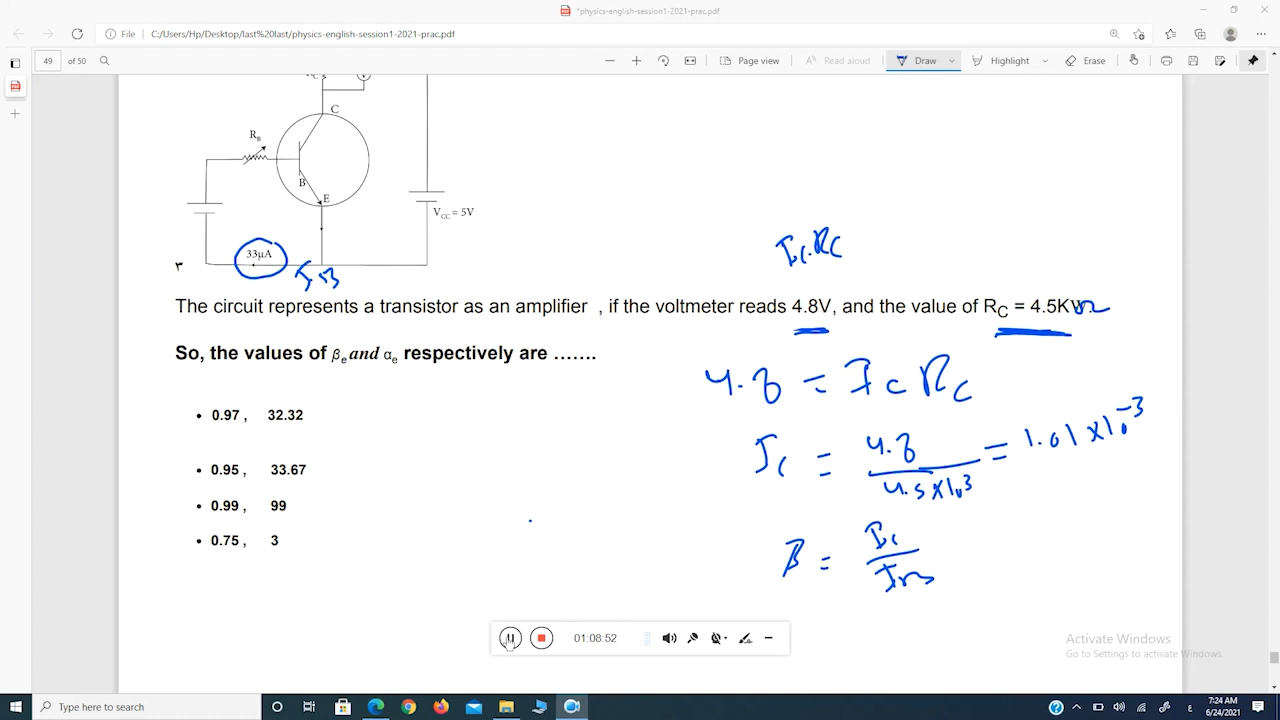 *physics-english-session1-2021-prac.pdf
File C:/Users/Hp/Desktop/last%20last/physics-english-session1-2021-prac.pdf
49 of 50 Page view Read aloud Draw Highlight Erase
C
R_B
B
E
V_CC = 5V
33µA
٣
I_B
I_C.R_C
The circuit represents a transistor as an amplifier , if the voltmeter reads 4.8V, and the value of R_C = 4.5K Ω
So, the values of β_e and α_e respectively are …….
4.8 = I_C R_C
• 0.97 , 32.32
I_C = 4.8 / 4.5×10^3 = 1.01×10^-3
• 0.95 , 33.67
• 0.99 , 99
• 0.75 , 3
B = I_C / I_B
01:08:52
Activate Windows
Go to Settings to activate Windows.
Type here to search
7:24 AM
6/24/2021